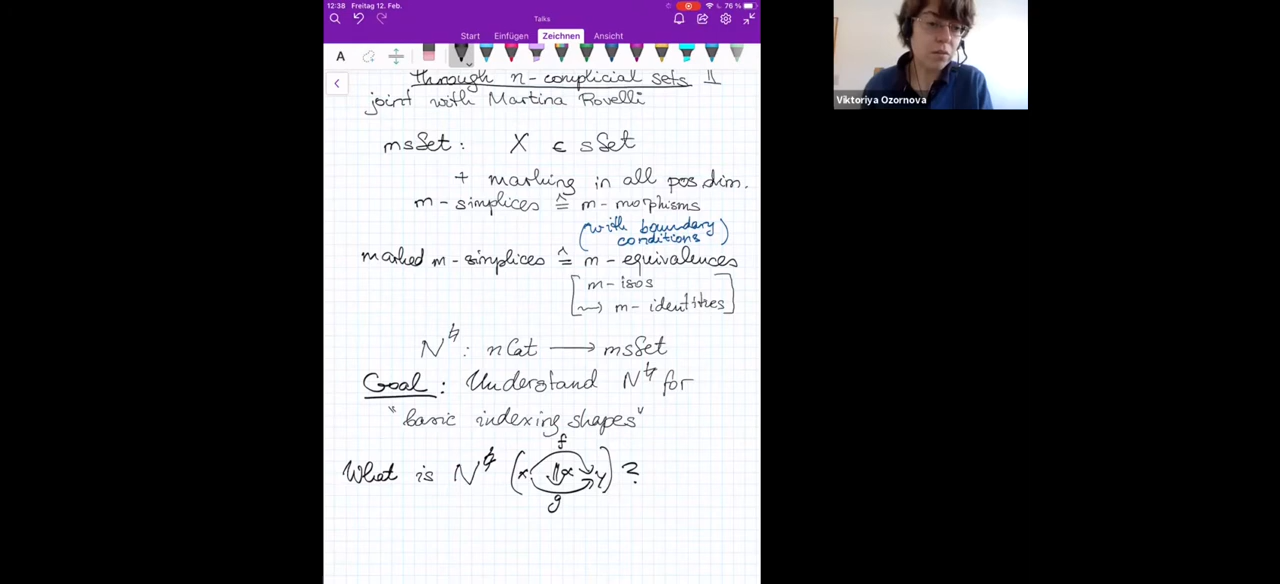 12:38 Freitag 12. Feb. 76 %
Talks
Start Einfügen Zeichnen Ansicht
A
through n-complicial sets II
joint with Martina Rovelli
msSet: X ∈ sSet
+ marking in all pos. dim.
m-simplices ≙ m-morphisms
(with boundary
conditions)
marked m-simplices ≙ m-equivalences
[m-isos
⇝ m-identities]
N♮: nCat ⟶ msSet
Goal: Understand N♮ for
"basic indexing shapes"
f
What is N♮ (x ⇓α y) ?
g
Viktoriya Ozornova